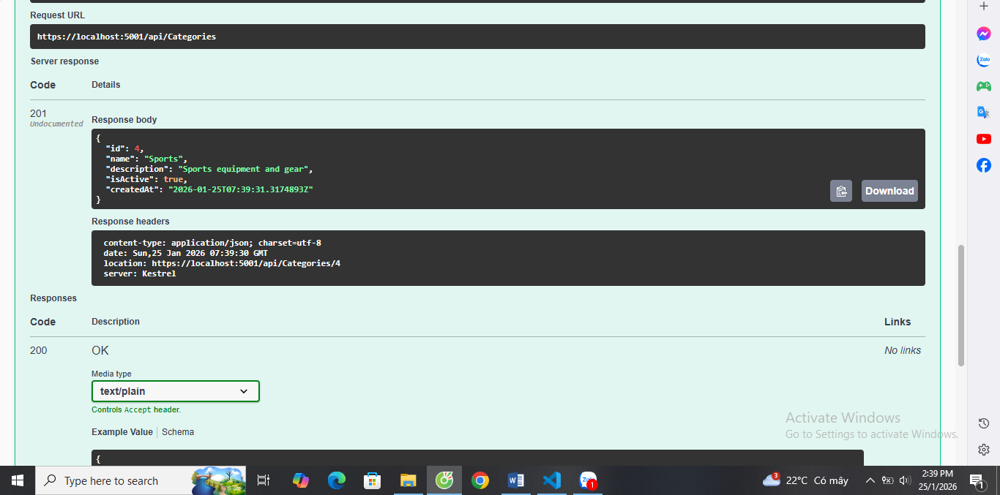 Request URL
https://localhost:5001/api/Categories
Server response
Code Details
201
Undocumented
Response body
{
  "id": 4,
  "name": "Sports",
  "description": "Sports equipment and gear",
  "isActive": true,
  "createdAt": "2026-01-25T07:39:31.3174893Z"
}
Download
Response headers
content-type: application/json; charset=utf-8
date: Sun,25 Jan 2026 07:39:30 GMT
location: https://localhost:5001/api/Categories/4
server: Kestrel
Responses
Code Description Links
200 OK No links
Media type
text/plain
Controls Accept header.
Example Value Schema
{
Activate Windows
Go to Settings to activate Windows.
Zalo
Type here to search
3
22°C Có mây
2:39 PM
25/1/2026
1
1